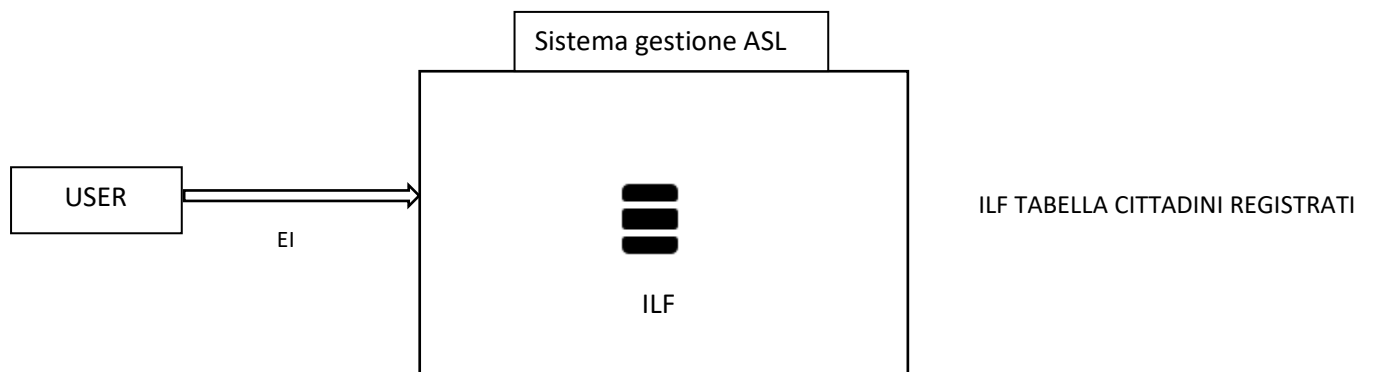 Sistema gestione ASL
USER
EI
ILF
ILF TABELLA CITTADINI REGISTRATI